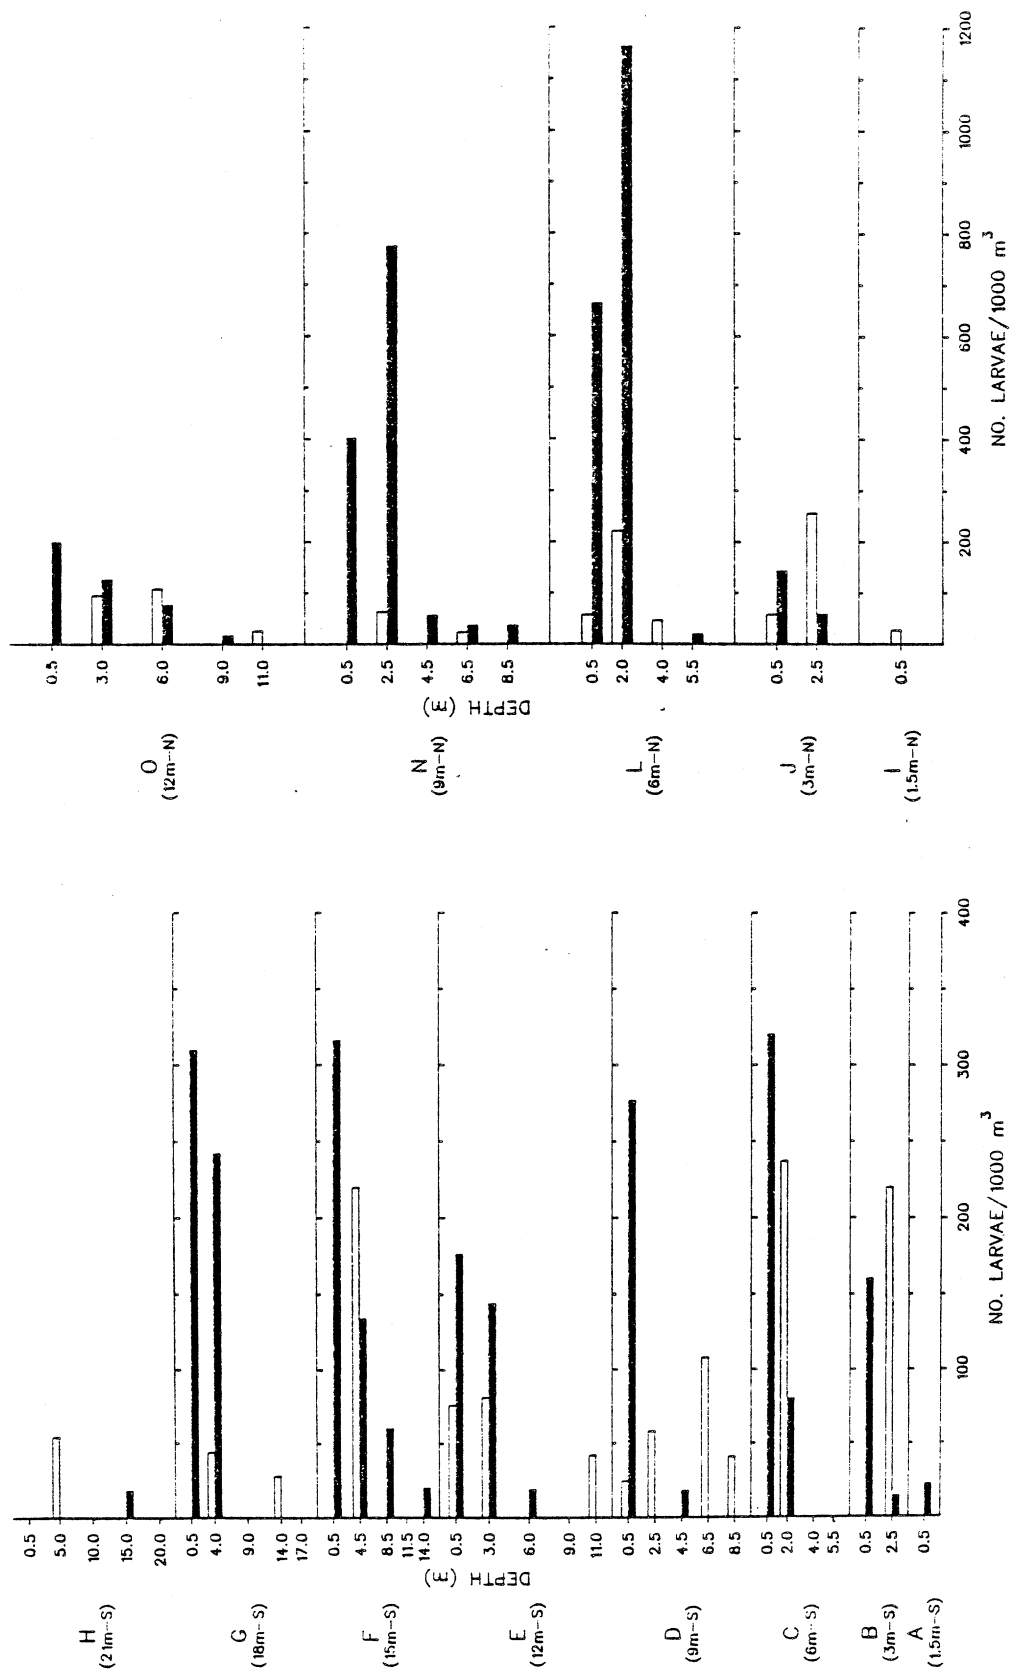 H
(21m-S)
0.5
5.0
10.0
15.0
20.0
G
(18m-S)
0.5
4.0
9.0
14.0
17.0
F
(15m-S)
0.5
4.5
8.5
11.5
14.0
E
(12m-S)
0.5
3.0
6.0
9.0
11.0
D
(9m-S)
0.5
2.5
4.5
6.5
8.5
C
(6m-S)
0.5
2.0
4.0
5.5
B
(3m-S)
0.5
2.5
A
(1.5m-S)
0.5
DEPTH (m)
100
200
300
400
NO. LARVAE/1000 m³
O
(12m-N)
0.5
3.0
6.0
9.0
11.0
N
(9m-N)
0.5
2.5
4.5
6.5
8.5
L
(6m-N)
0.5
2.0
4.0
5.5
J
(3m-N)
0.5
2.5
I
(1.5m-N)
0.5
DEPTH (m)
200
400
600
800
1000
1200
NO. LARVAE/1000 m³